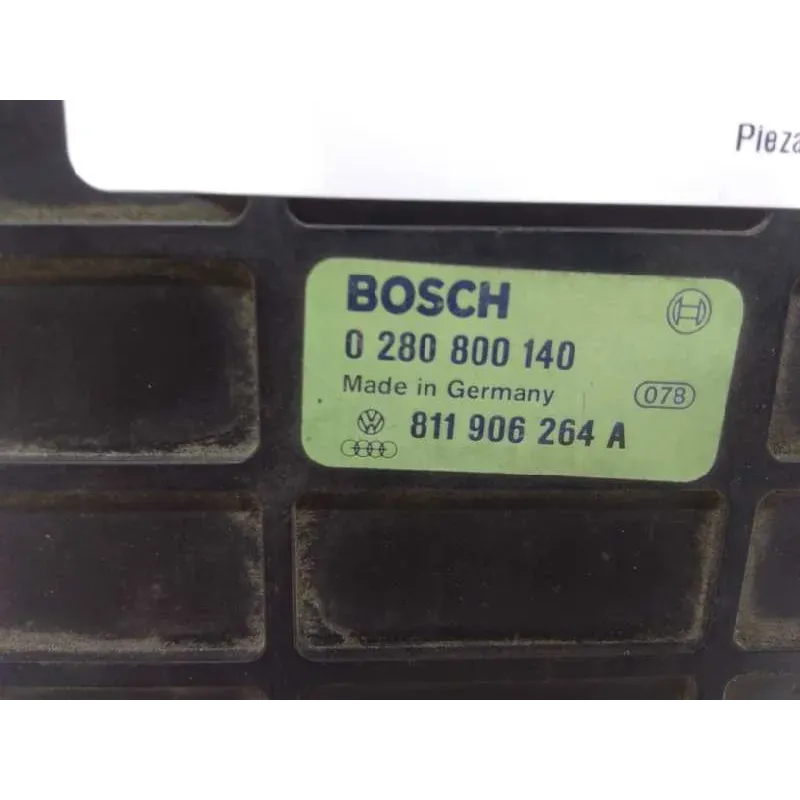 Pieza
BOSCH
0 280 800 140
Made in Germany
078
811 906 264 A